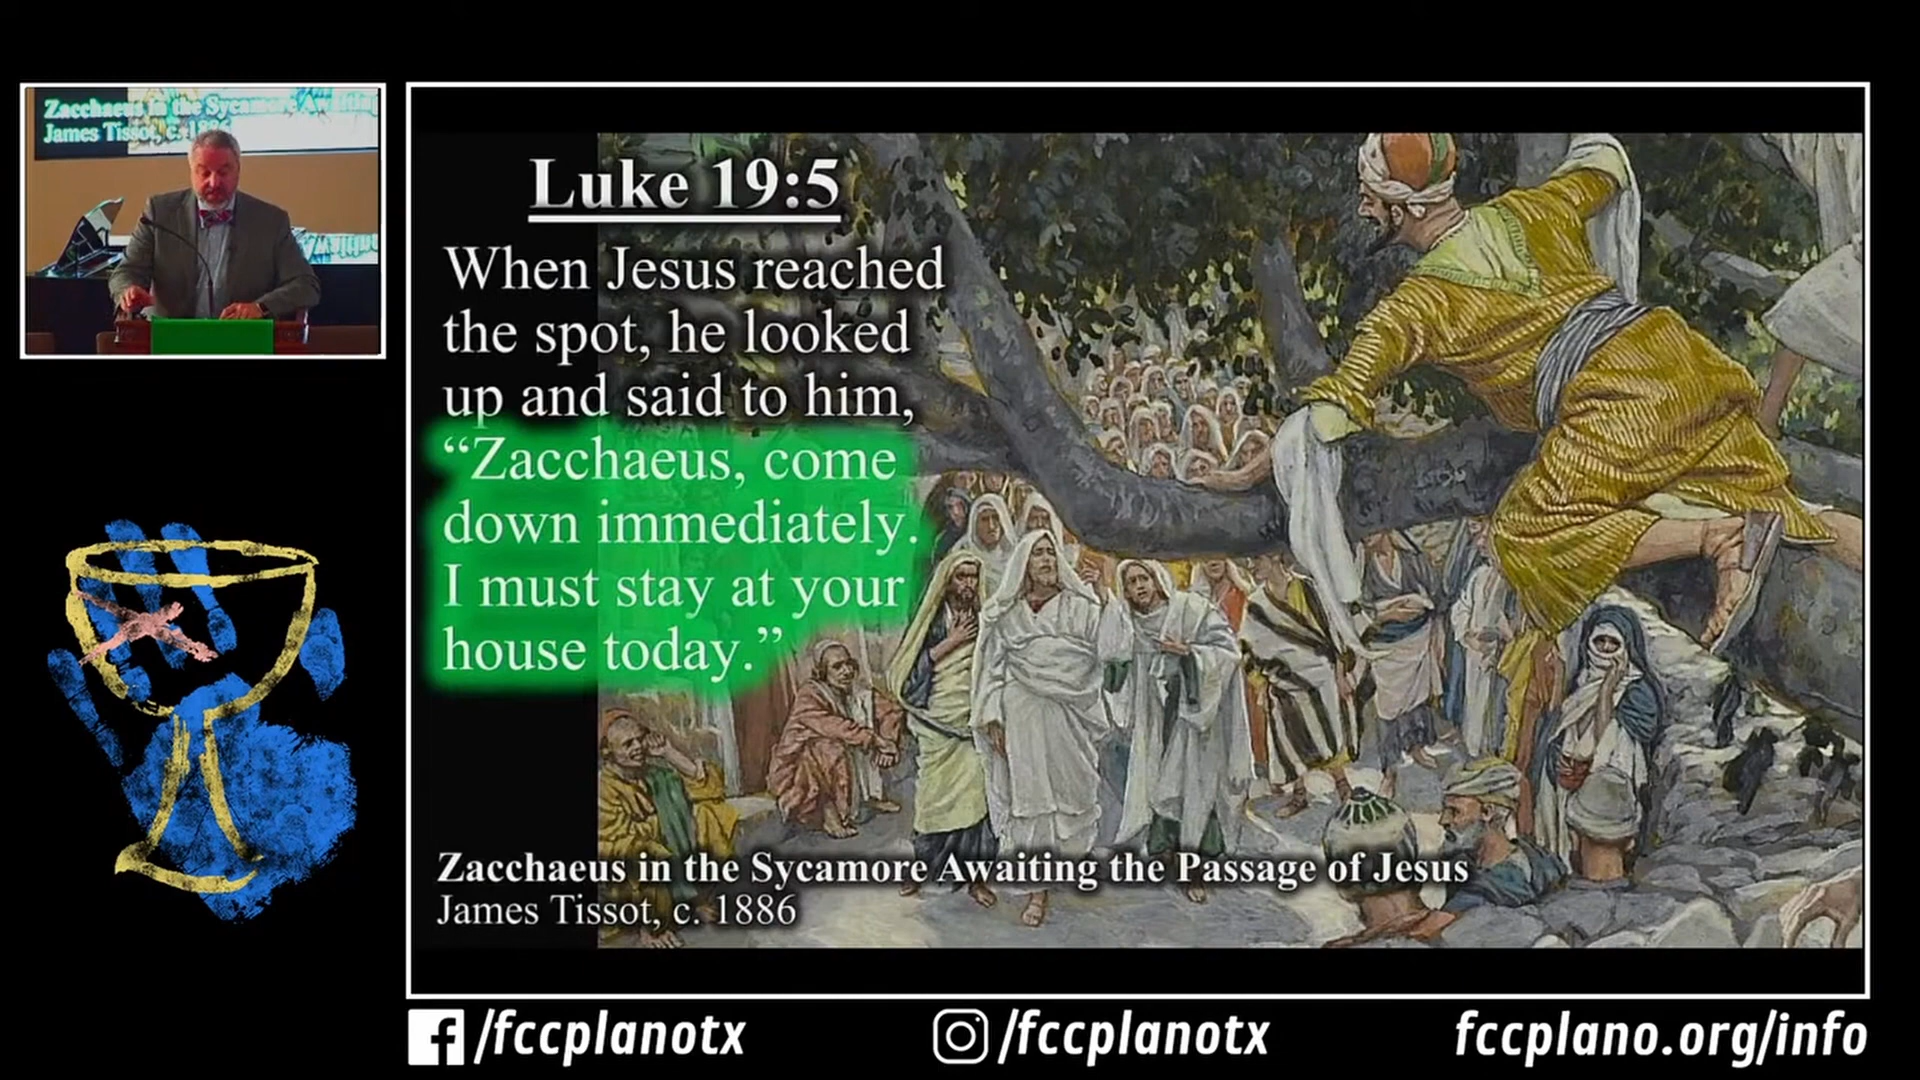 Zacchaeus in the Sycamore Awaiting
James Tissot, c. 1886
Luke 19:5
When Jesus reached
the spot, he looked
up and said to him,
“Zacchaeus, come
down immediately.
I must stay at your
house today.”
Zacchaeus in the Sycamore Awaiting the Passage of Jesus
James Tissot, c. 1886
/fccplanotx
/fccplanotx
fccplano.org/info